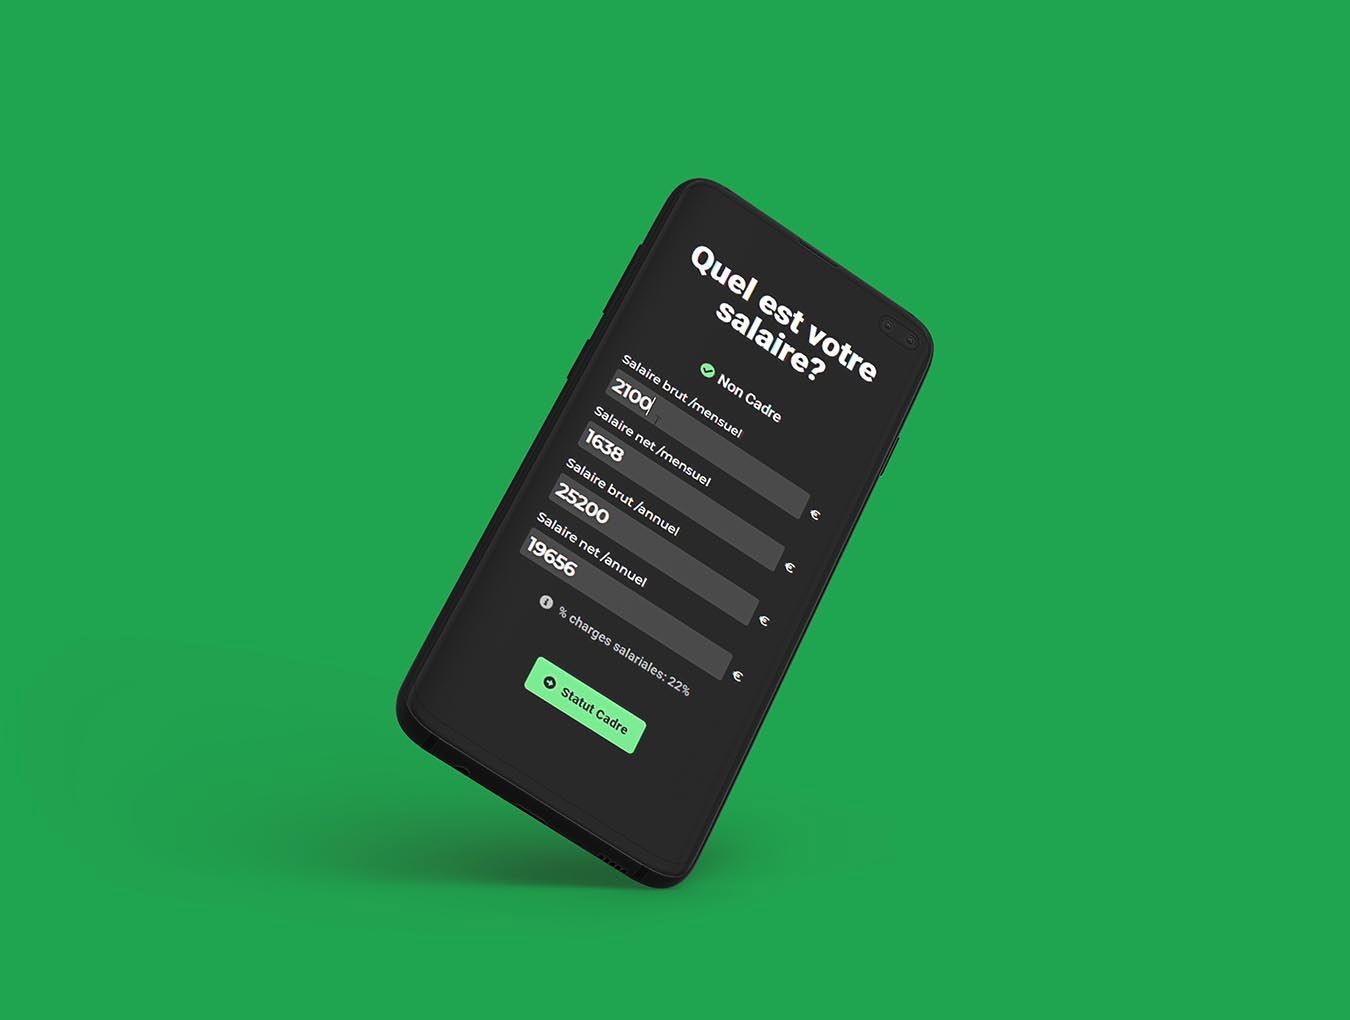 Quel est votre
salaire?
Non Cadre
Salaire brut /mensuel
2100
€
Salaire net /mensuel
1638
€
Salaire brut /annuel
25200
€
Salaire net /annuel
19656
€
% charges salariales: 22%
Statut Cadre